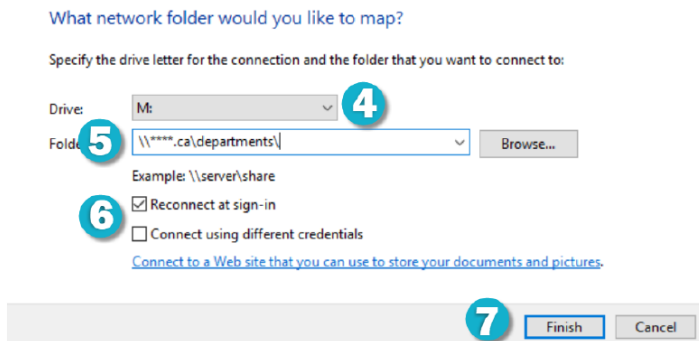 What network folder would you like to map?
Specify the drive letter for the connection and the folder that you want to connect to:
Drive: M: 4
5 Folde \\****.ca\departments\ Browse...
Example: \\server\share
6 Reconnect at sign-in
Connect using different credentials
Connect to a Web site that you can use to store your documents and pictures.
7 Finish Cancel